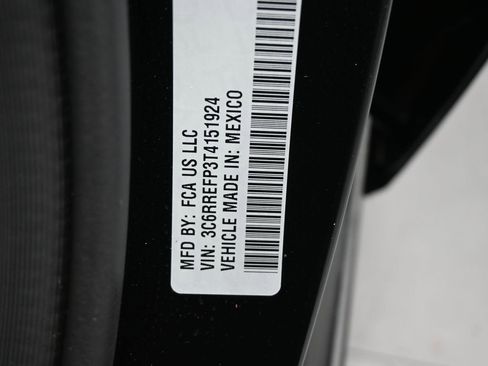 MFD BY: FCA US LLC
VIN: 3C6RREFP3T4151924
VEHICLE MADE IN: MEXICO